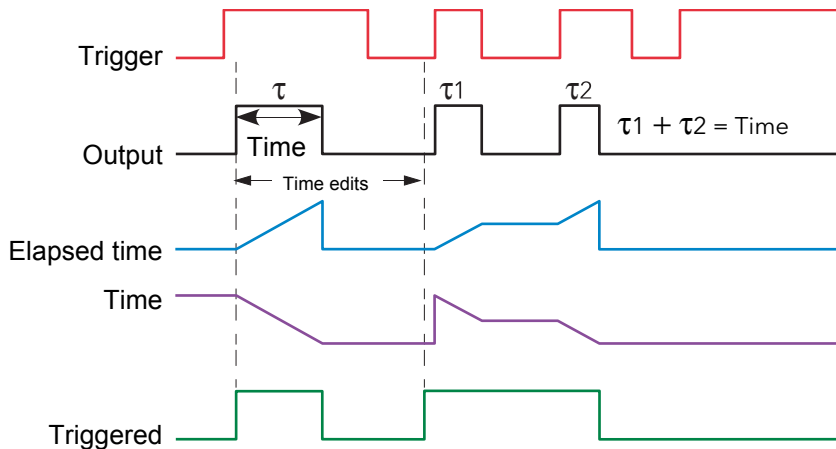 Trigger
τ
τ1
τ2
Output
Time
τ1 + τ2 = Time
Time edits
Elapsed time
Time
Triggered